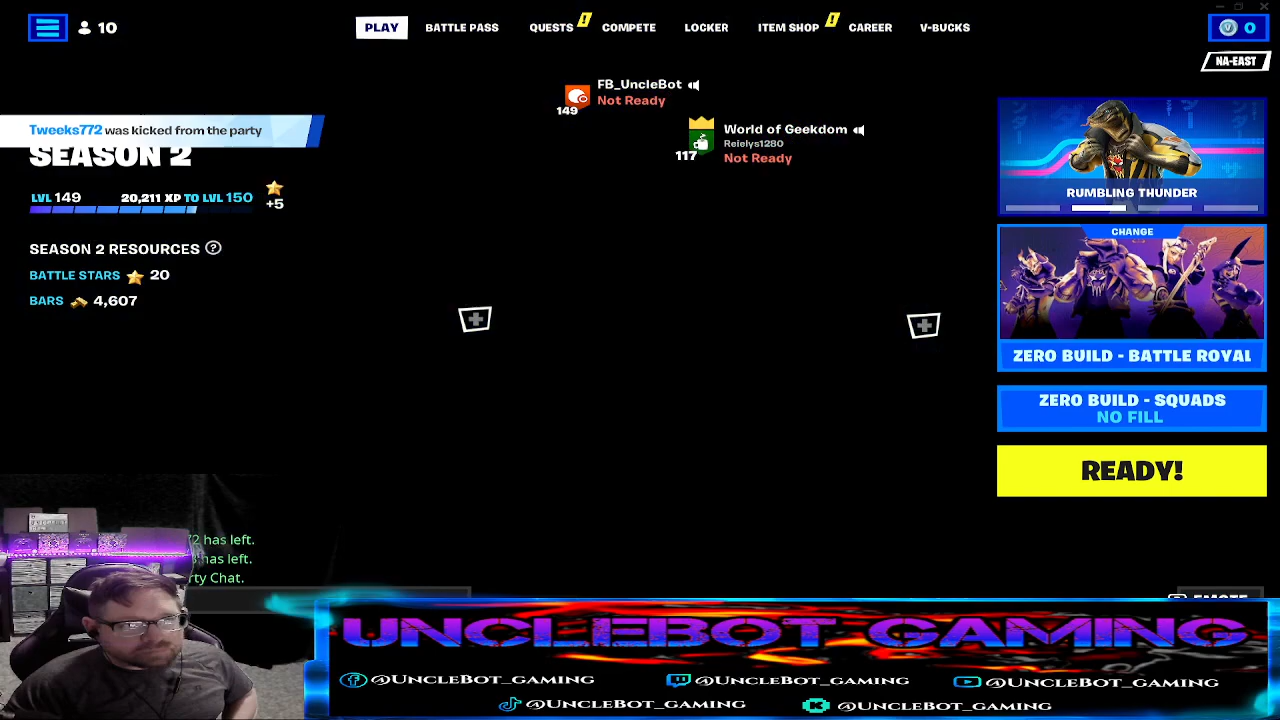 10
PLAY
BATTLE PASS
QUESTS
COMPETE
LOCKER
ITEM SHOP
CAREER
V-BUCKS
0
NA-EAST
FB_UncleBot
149
Not Ready
World of Geekdom
Reielys1280
117
Not Ready
Tweeks772 was kicked from the party
SEASON 2
LVL 149
20,211 XP TO LVL 150
+5
SEASON 2 RESOURCES ?
BATTLE STARS 20
BARS 4,607
RUMBLING THUNDER
CHANGE
ZERO BUILD - BATTLE ROYAL
ZERO BUILD - SQUADS
NO FILL
READY!
2 has left.
has left.
rty Chat.
EMOTE
UNCLEBOT GAMING
@UncleBot_gaming
@UncleBot_gaming
@UncleBot_gaming
@UncleBot_gaming
@UncleBot_gaming